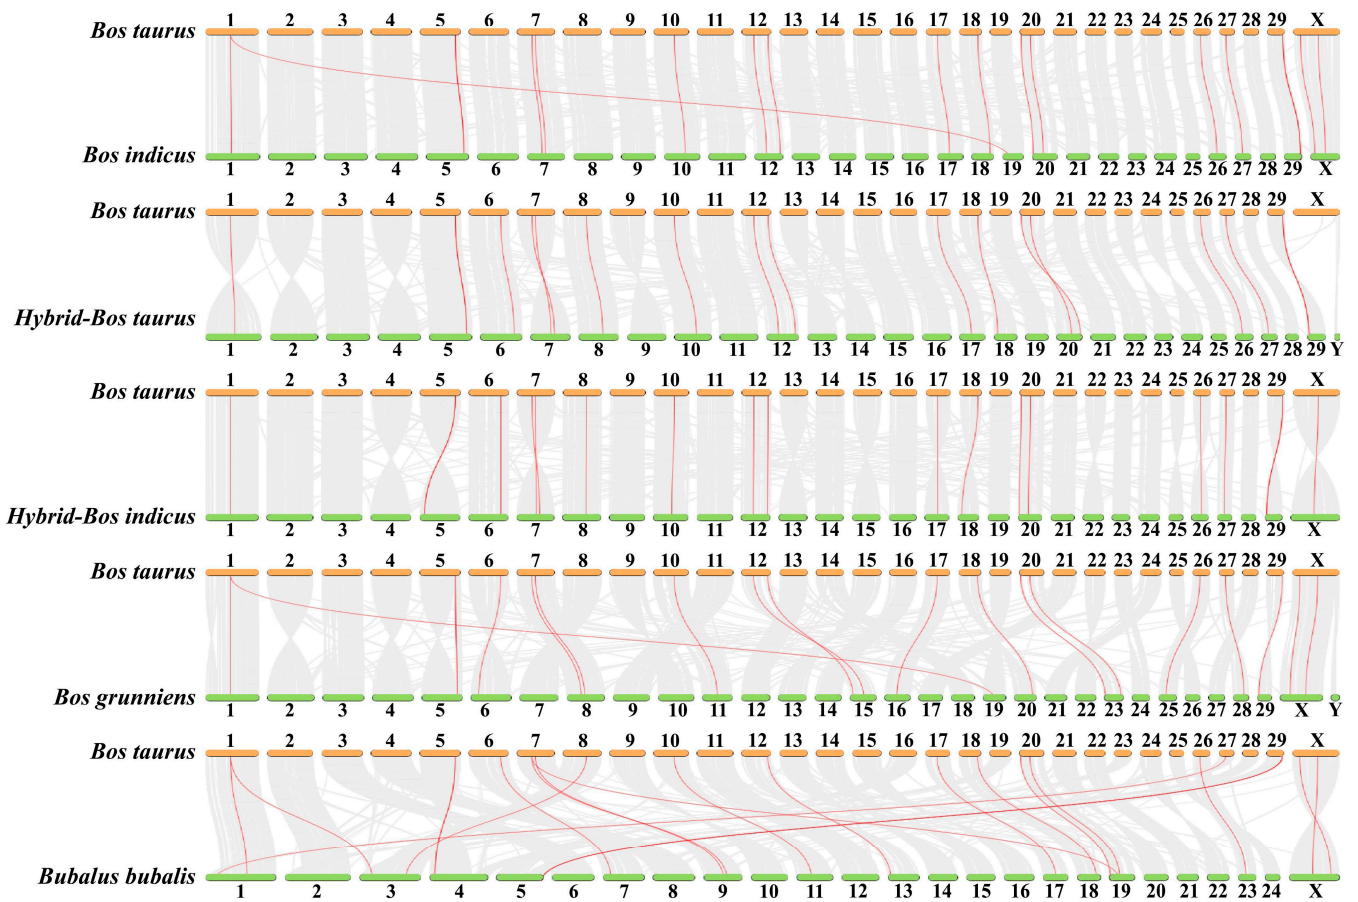 1 2 3 4 5 6 7 8 9 10 11 12 13 14 15 16 17 18 19 20 21 22 23 24 25 26 27 28 29 X
Bos taurus
Bos indicus
1 2 3 4 5 6 7 8 9 10 11 12 13 14 15 16 17 18 19 20 21 22 23 24 25 26 27 28 29 X
1 2 3 4 5 6 7 8 9 10 11 12 13 14 15 16 17 18 19 20 21 22 23 24 25 26 27 28 29 X
Bos taurus
Hybrid-Bos taurus
1 2 3 4 5 6 7 8 9 10 11 12 13 14 15 16 17 18 19 20 21 22 23 24 25 26 27 28 29 Y
1 2 3 4 5 6 7 8 9 10 11 12 13 14 15 16 17 18 19 20 21 22 23 24 25 26 27 28 29 X
Bos taurus
Hybrid-Bos indicus
1 2 3 4 5 6 7 8 9 10 11 12 13 14 15 16 17 18 19 20 21 22 23 24 25 26 27 28 29 X
1 2 3 4 5 6 7 8 9 10 11 12 13 14 15 16 17 18 19 20 21 22 23 24 25 26 27 28 29 X
Bos taurus
Bos grunniens
1 2 3 4 5 6 7 8 9 10 11 12 13 14 15 16 17 18 19 20 21 22 23 24 25 26 27 28 29 X Y
1 2 3 4 5 6 7 8 9 10 11 12 13 14 15 16 17 18 19 20 21 22 23 24 25 26 27 28 29 X
Bos taurus
Bubalus bubalis
1 2 3 4 5 6 7 8 9 10 11 12 13 14 15 16 17 18 19 20 21 22 23 24 X